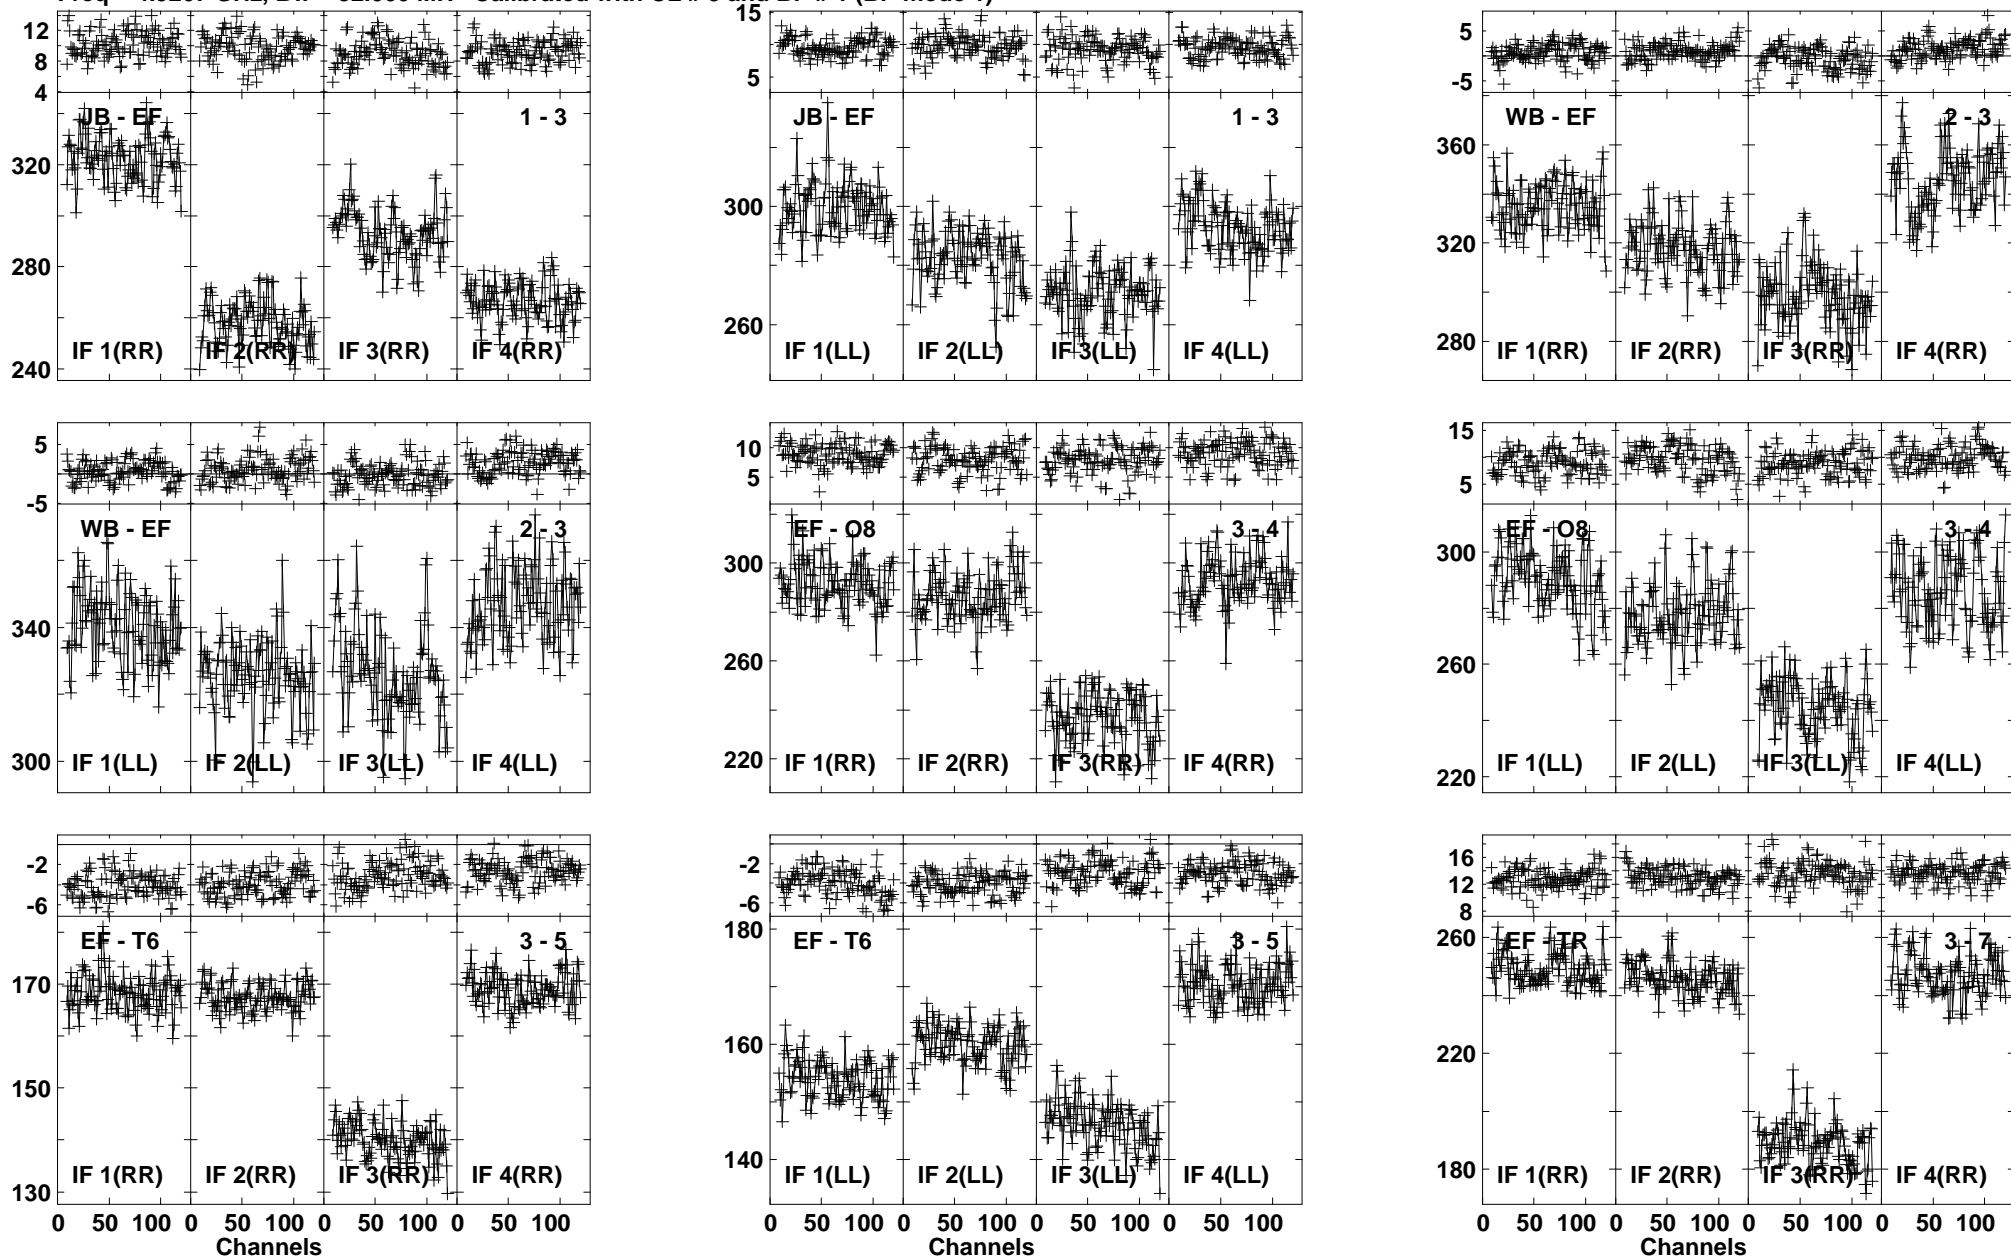 12
8
4
JB - EF
1 - 3
320
280
240
IF 1(RR)
IF 2(RR)
IF 3(RR)
IF 4(RR)
15
5
JB - EF
1 - 3
300
260
IF 1(LL)
IF 2(LL)
IF 3(LL)
IF 4(LL)
5
-5
WB - EF
2 - 3
360
320
280
IF 1(RR)
IF 2(RR)
IF 3(RR)
IF 4(RR)
5
-5
WB - EF
2 - 3
340
300
IF 1(LL)
IF 2(LL)
IF 3(LL)
IF 4(LL)
10
5
EF - O8
3 - 4
300
260
220
IF 1(RR)
IF 2(RR)
IF 3(RR)
IF 4(RR)
15
5
EF - O8
3 - 4
300
260
220
IF 1(LL)
IF 2(LL)
IF 3(LL)
IF 4(LL)
-2
-6
EF - T6
3 - 5
170
150
130
IF 1(RR)
IF 2(RR)
IF 3(RR)
IF 4(RR)
0 50 100 0 50 100 0 50 100 0 50 100
Channels
-2
-6
EF - T6
3 - 5
180
160
140
IF 1(LL)
IF 2(LL)
IF 3(LL)
IF 4(LL)
0 50 100 0 50 100 0 50 100 0 50 100
Channels
16
12
8
EF - TR
3 - 7
260
220
180
IF 1(RR)
IF 2(RR)
IF 3(RR)
IF 4(RR)
0 50 100 0 50 100 0 50 100 0 50 100
Channels